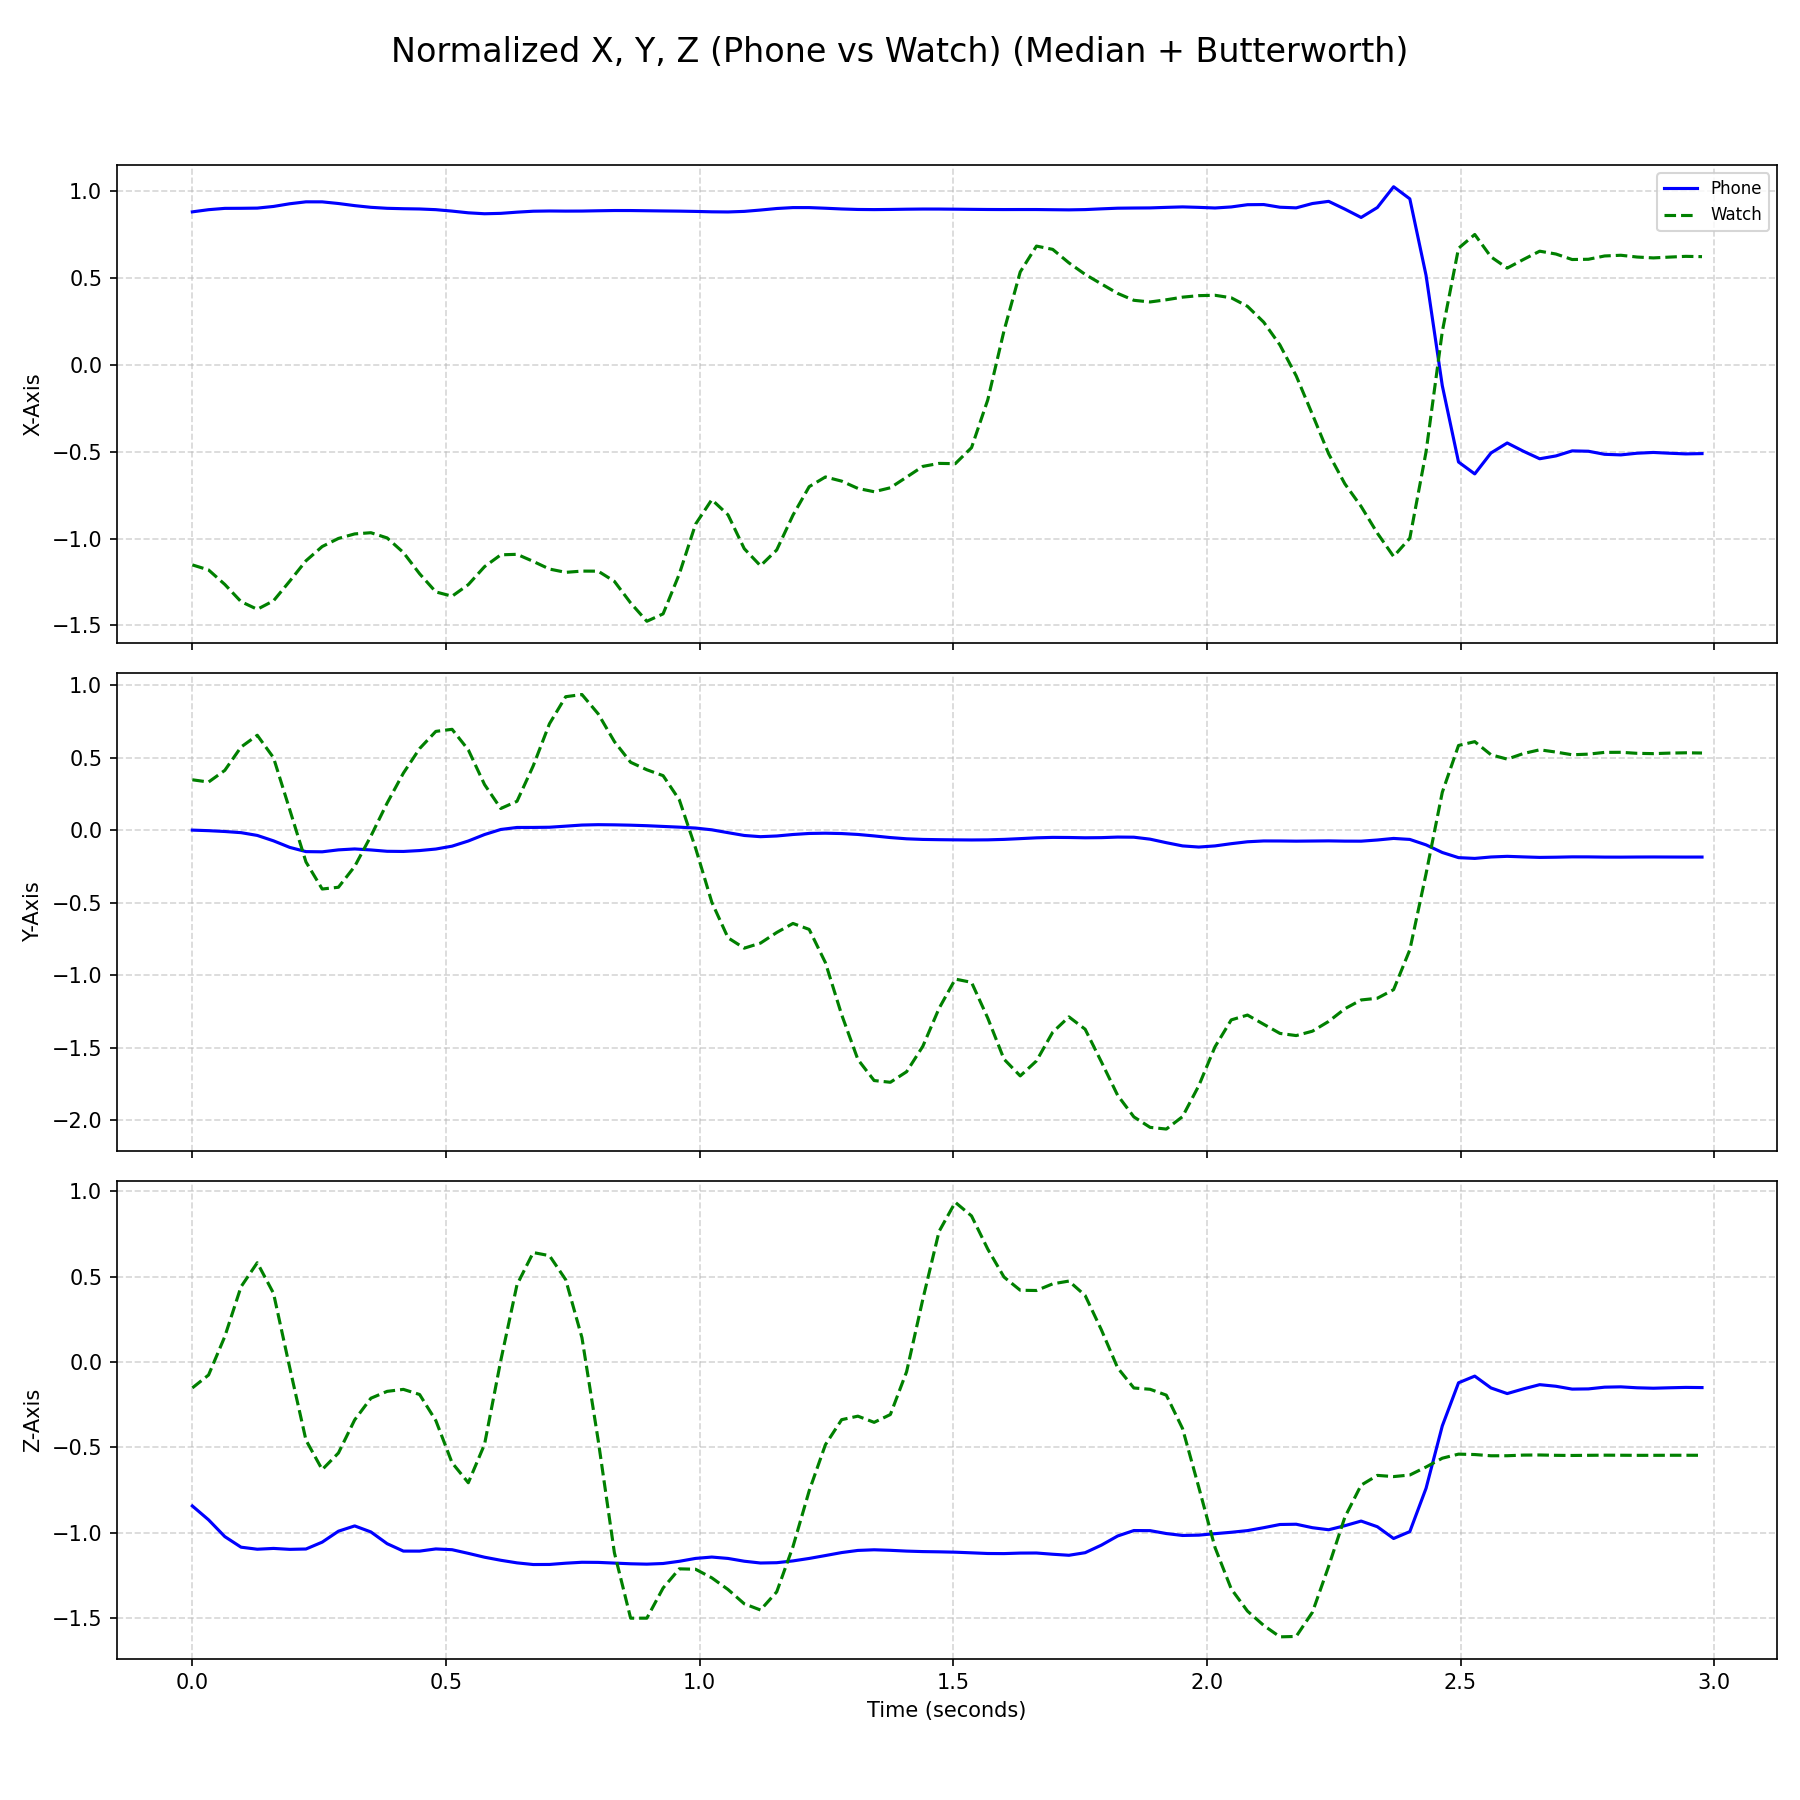 Normalized X, Y, Z (Phone vs Watch) (Median + Butterworth)
Phone
Watch
1.0
0.5
0.0
−0.5
−1.0
−1.5
X-Axis
1.0
0.5
0.0
−0.5
−1.0
−1.5
−2.0
Y-Axis
1.0
0.5
0.0
−0.5
−1.0
−1.5
Z-Axis
0.0 0.5 1.0 1.5 2.0 2.5 3.0
Time (seconds)